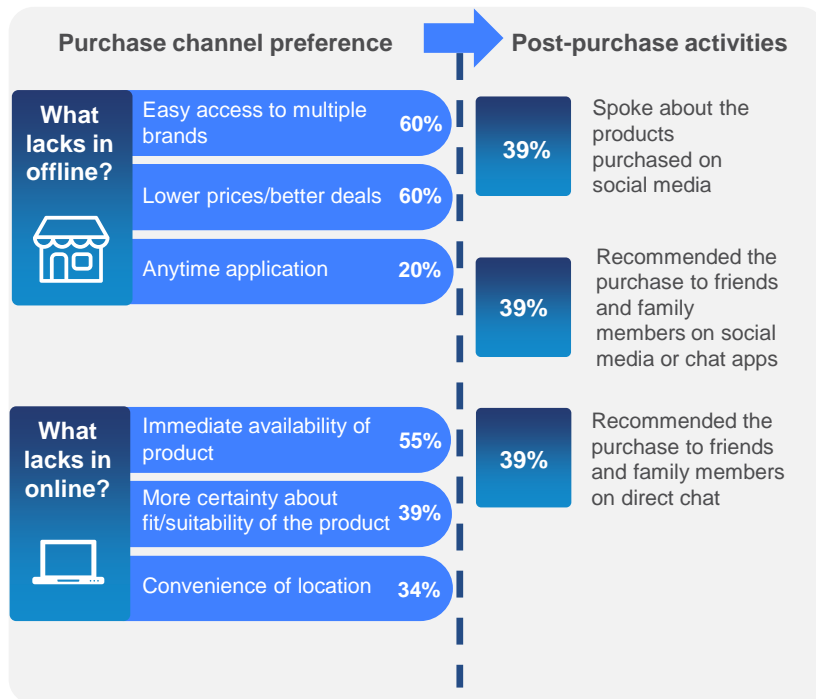 Purchase channel preference
Post-purchase activities
What
lacks in
offline?
Easy access to multiple
brands
60%
Lower prices/better deals
60%
Anytime application
20%
What
lacks in
online?
Immediate availability of
product
55%
More certainty about
fit/suitability of the product
39%
Convenience of location
34%
39%
Spoke about the
products
purchased on
social media
39%
Recommended the
purchase to friends
and family
members on social
media or chat apps
39%
Recommended the
purchase to friends
and family members
on direct chat